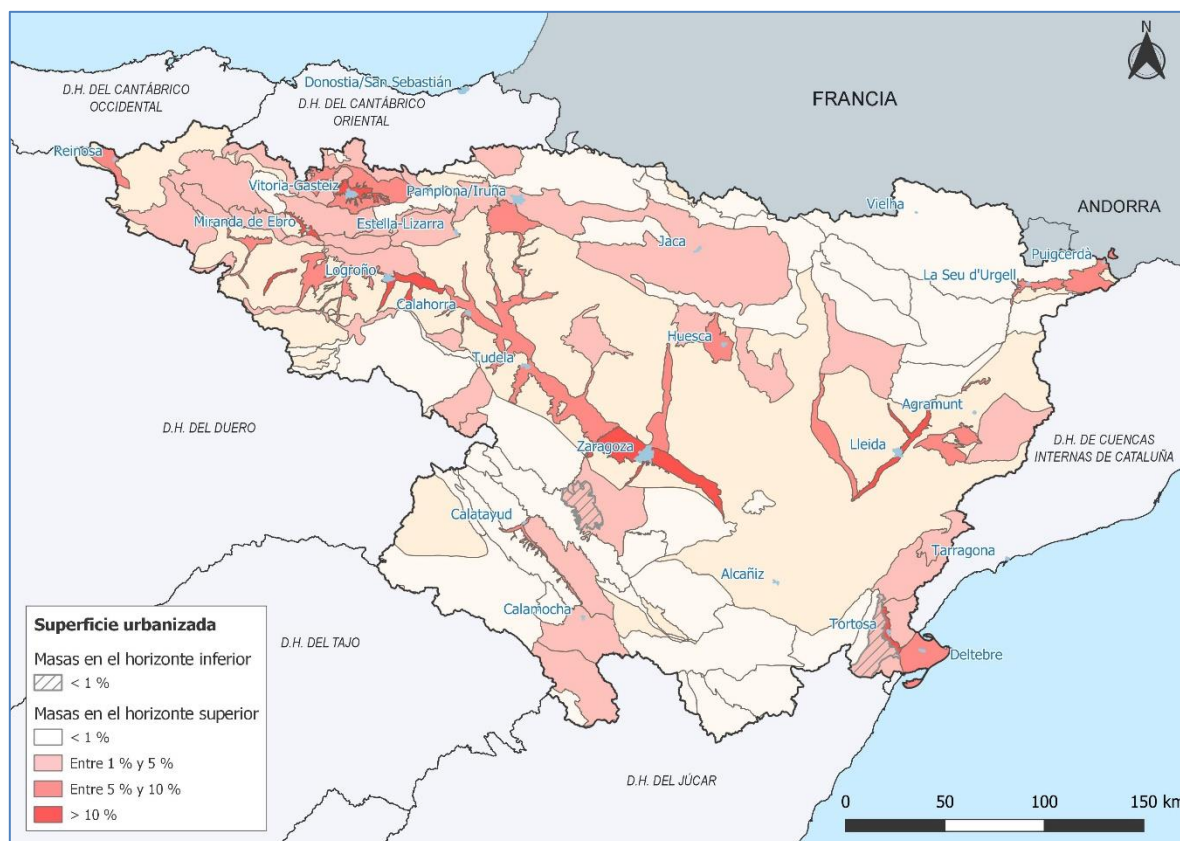 N
D.H. DEL CANTÁBRICO
OCCIDENTAL
Donostia/San Sebastián
D.H. DEL CANTÁBRICO
ORIENTAL
FRANCIA
Reinosa
Vitoria-Gasteiz
Pamplona/Iruña
Vielha
ANDORRA
Miranda de Ebro
Estella-Lizarra
Jaca
Puigcerdà
La Seu d'Urgell
Logroño
Calahorra
Huesca
Tudela
Agramunt
D.H. DEL DUERO
Zaragoza
Lleida
D.H. DE CUENCAS
INTERNAS DE CATALUÑA
Calatayud
Tarragona
Alcañiz
Calamocha
Tortosa
Deltebre
D.H. DEL TAJO
D.H. DEL JÚCAR
Superficie urbanizada
Masas en el horizonte inferior
< 1 %
Masas en el horizonte superior
< 1 %
Entre 1 % y 5 %
Entre 5 % y 10 %
> 10 %
0 50 100 150 km